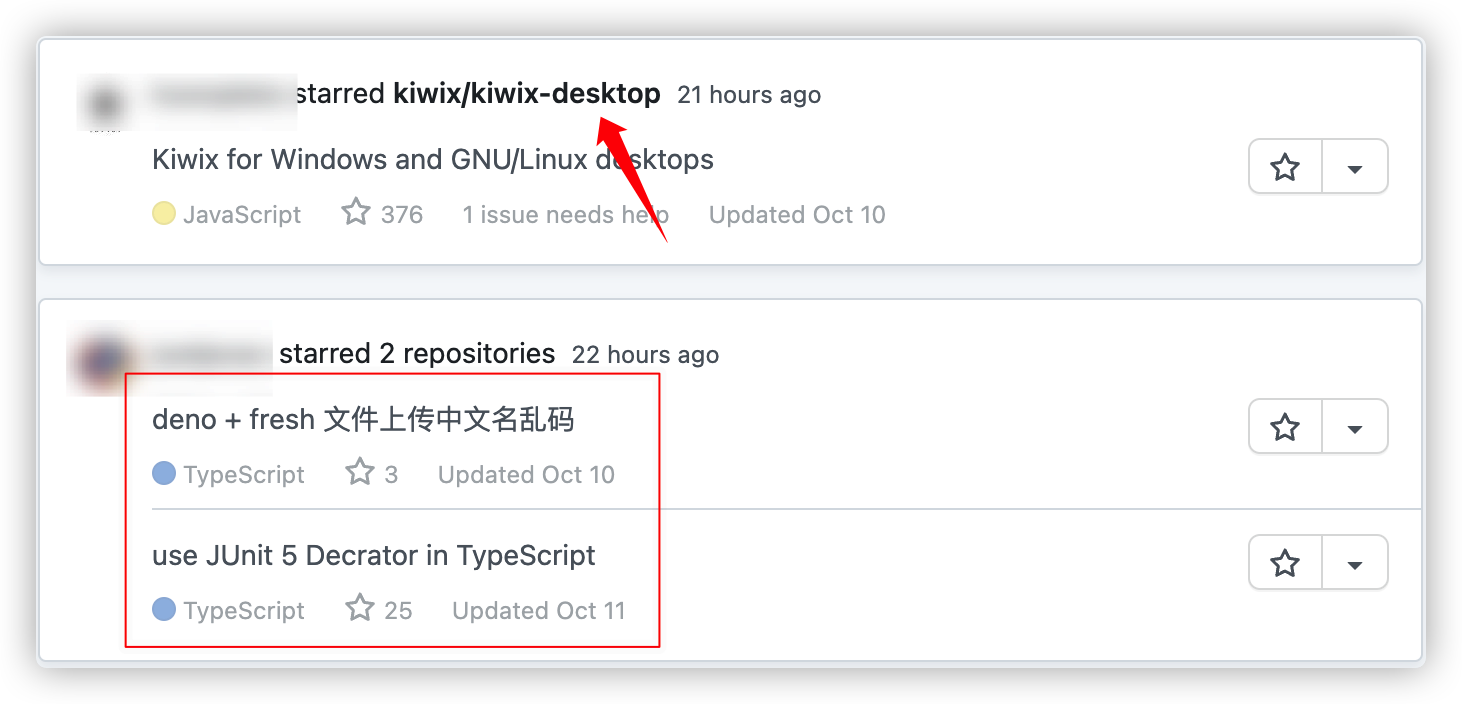 starred kiwix/kiwix-desktop 21 hours ago
Kiwix for Windows and GNU/Linux desktops
JavaScript 376 1 issue needs help Updated Oct 10
starred 2 repositories 22 hours ago
deno + fresh 文件上传中文名乱码
TypeScript 3 Updated Oct 10
use JUnit 5 Decrator in TypeScript
TypeScript 25 Updated Oct 11